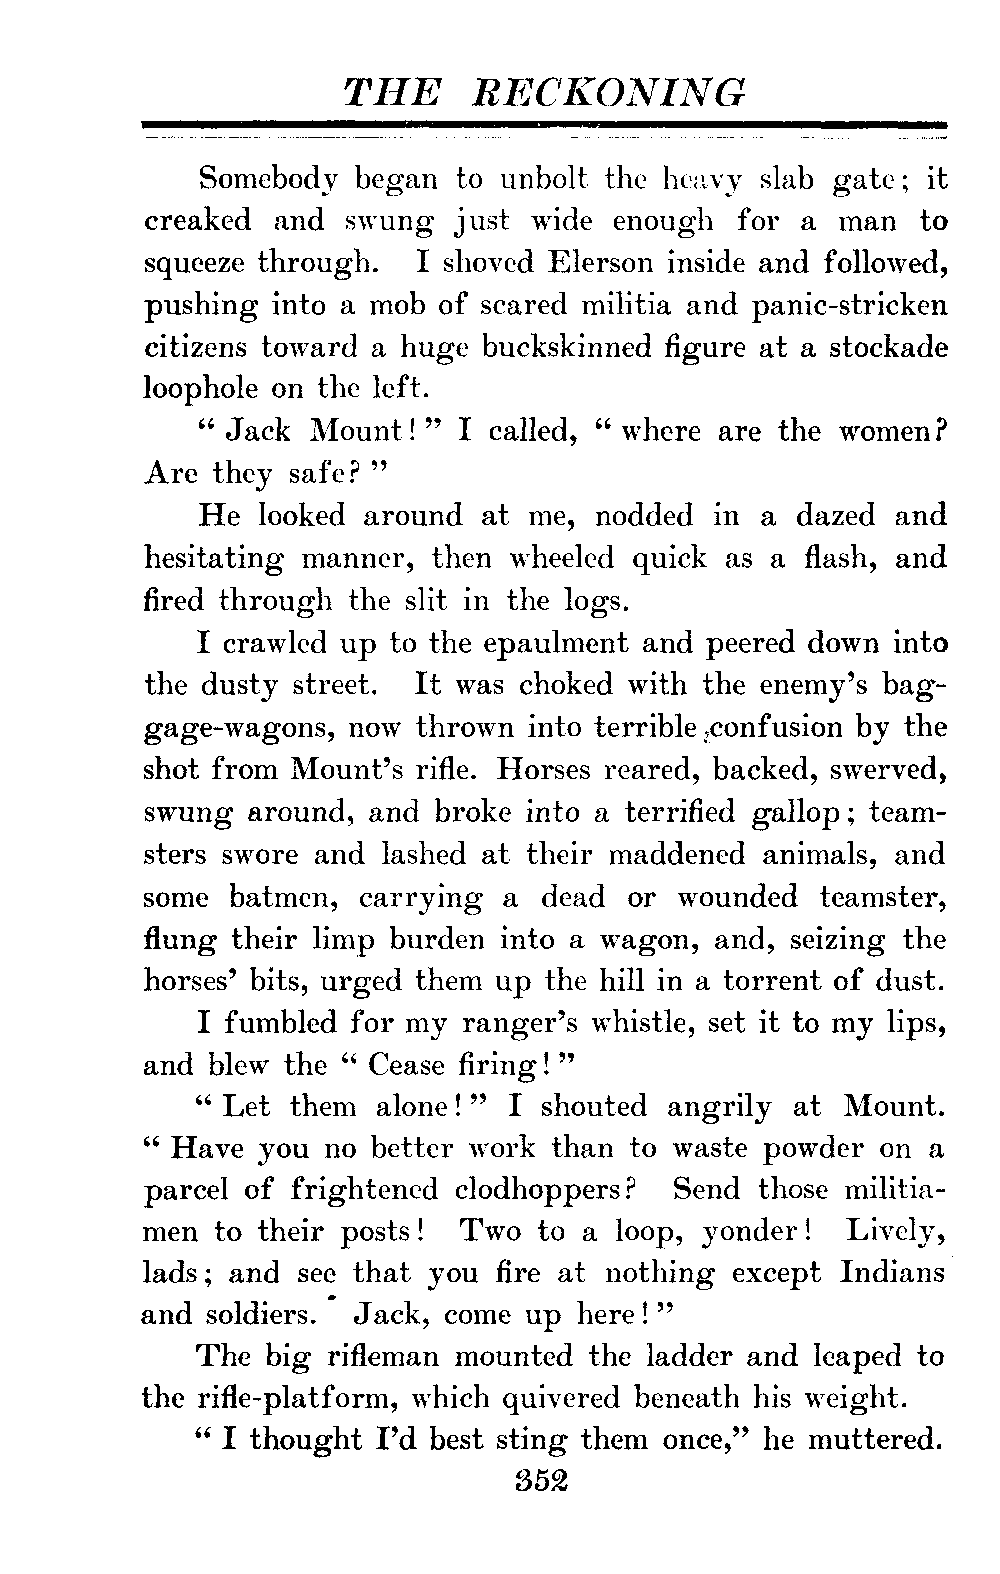 THE RECKONING
Somebody began to unbolt the heavy slab gate; it
creaked and swung just wide enough for a man to
squeeze through. I shoved Elerson inside and followed,
pushing into a mob of scared militia and panic-stricken
citizens toward a huge buckskinned figure at a stockade
loophole on the left.
“ Jack Mount! ” I called, “ where are the women?
Are they safe? ”
He looked around at me, nodded in a dazed and
hesitating manner, then wheeled quick as a flash, and
fired through the slit in the logs.
I crawled up to the epaulment and peered down into
the dusty street. It was choked with the enemy’s bag-
gage-wagons, now thrown into terrible confusion by the
shot from Mount’s rifle. Horses reared, backed, swerved,
swung around, and broke into a terrified gallop; team-
sters swore and lashed at their maddened animals, and
some batmen, carrying a dead or wounded teamster,
flung their limp burden into a wagon, and, seizing the
horses’ bits, urged them up the hill in a torrent of dust.
I fumbled for my ranger’s whistle, set it to my lips,
and blew the “ Cease firing! ”
“ Let them alone! ” I shouted angrily at Mount.
“ Have you no better work than to waste powder on a
parcel of frightened clodhoppers? Send those militia-
men to their posts! Two to a loop, yonder! Lively,
lads; and see that you fire at nothing except Indians
and soldiers. Jack, come up here! ”
The big rifleman mounted the ladder and leaped to
the rifle-platform, which quivered beneath his weight.
“ I thought I’d best sting them once,” he muttered.
352